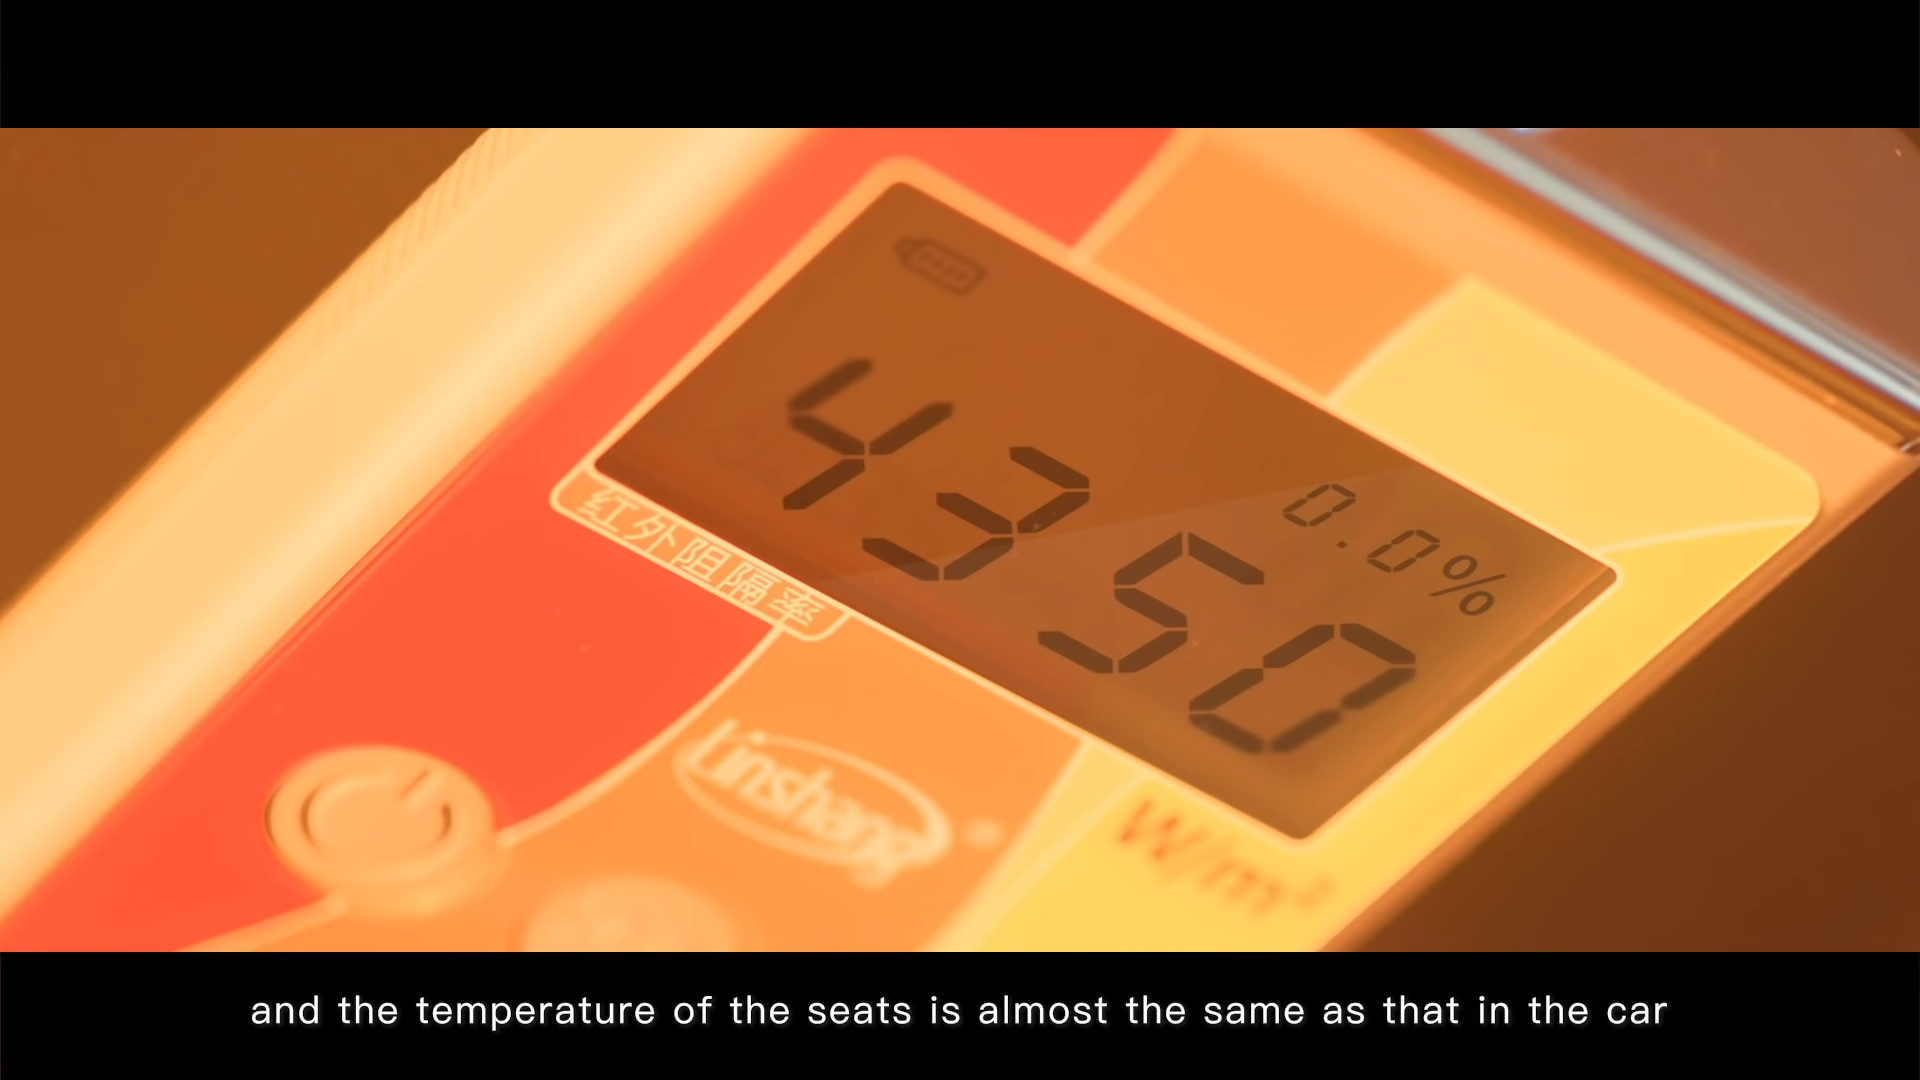 4350
0.0%
红外阻隔率
Linshang
W/m²
and the temperature of the seats is almost the same as that in the car